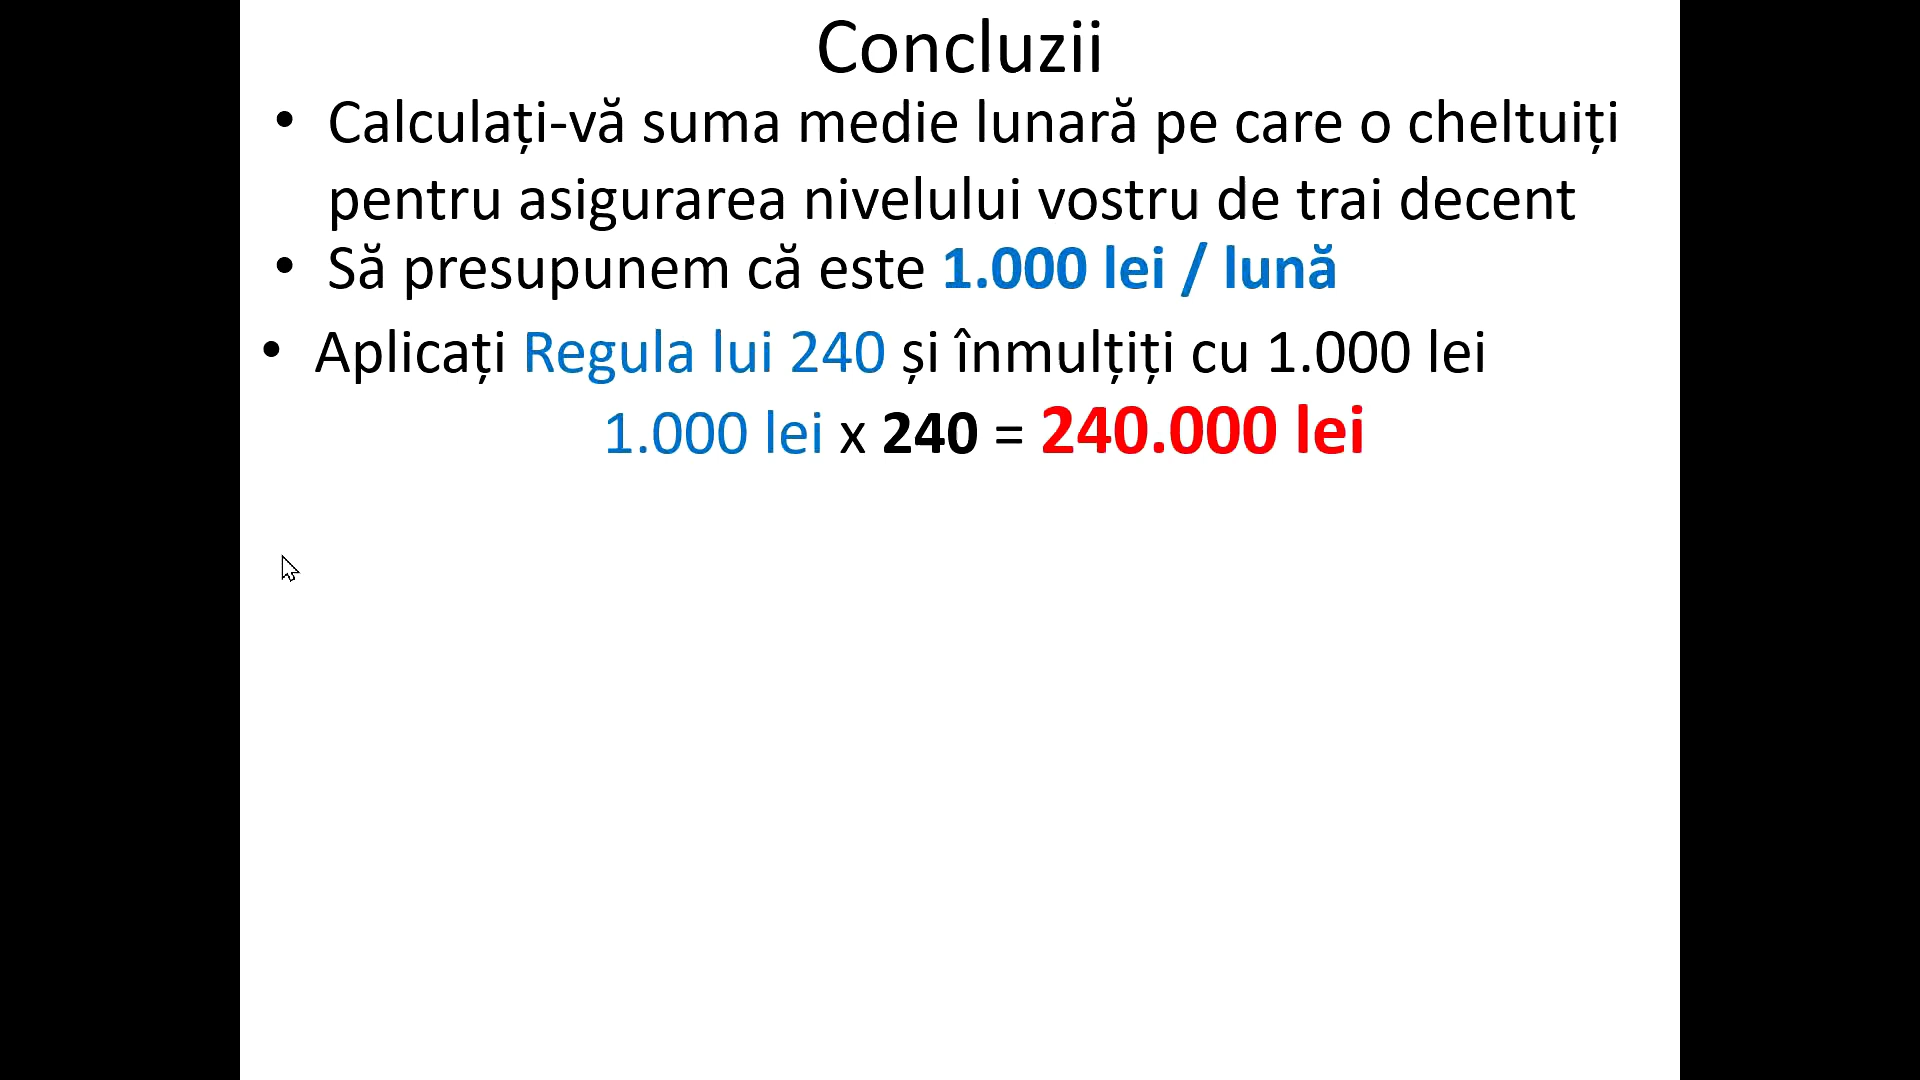 Concluzii
• Calculați-vă suma medie lunară pe care o cheltuiți
pentru asigurarea nivelului vostru de trai decent
• Să presupunem că este 1.000 lei / lună
• Aplicați Regula lui 240 și înmulțiți cu 1.000 lei
1.000 lei x 240 = 240.000 lei